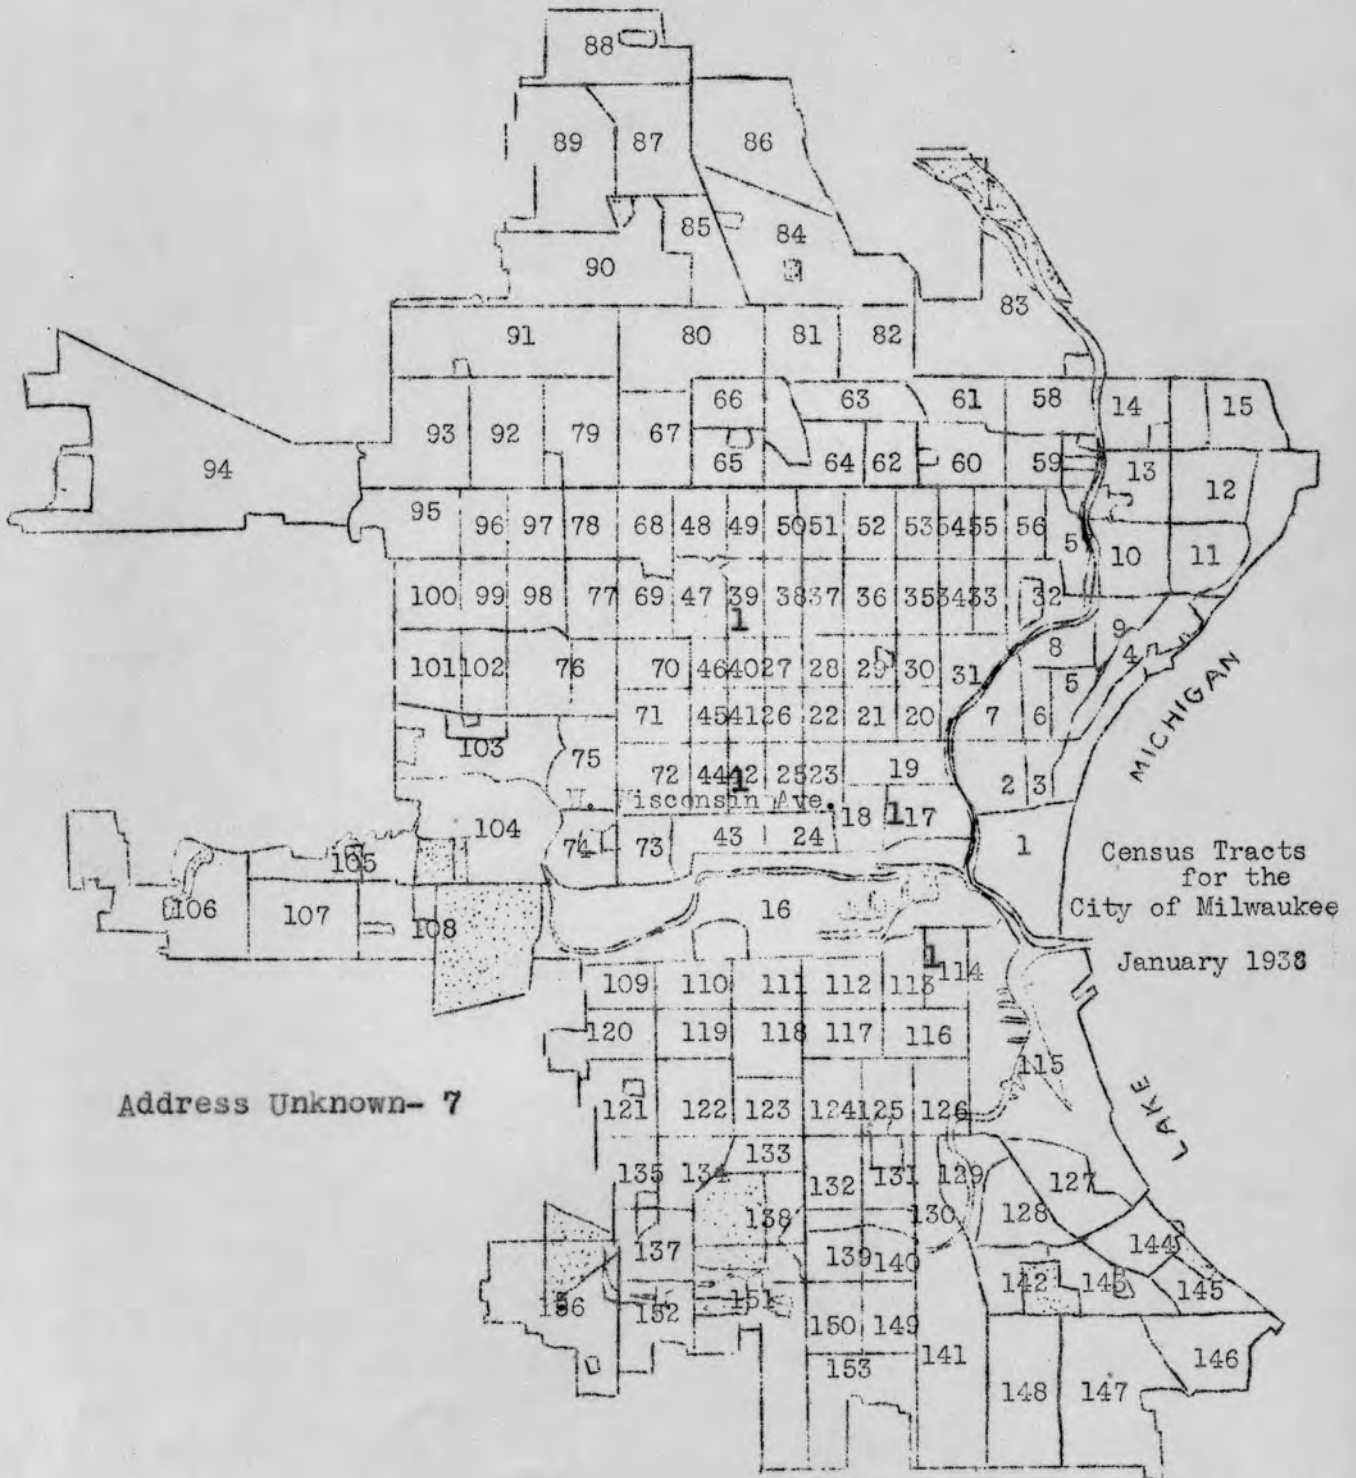 88
89 87 86
85 84
90
83
91 80 81 82
66 63 61 58 14 15
93 92 79 67
94 65 64 62 60 59 13 12
95 96 97 78 68 48 49 50 51 52 53 54 55 56 5 10 11
100 99 98 77 69 47 39 38 37 36 35 34 33 32
1
9
8 4
101 102 76 70 46 40 27 28 29 30 31 5
71 45 41 26 22 21 20 7 6
103 75
72 44 42 25 23 19 2 3
1
W. Wisconsin Ave.
18 1 17
104 74 73 43 24 1
105
106 107 108 16
MICHIGAN
Census Tracts
for the
City of Milwaukee
January 1938
1
109 110 111 112 113 114
120 119 118 117 116
115
Address Unknown- 7
121 122 123 124 125 126
LAKE
133
135 134 132 131 129 127
138 130 128
137 139 140 144
142 143 145
136 152 151
150 149
153 141 146
148 147